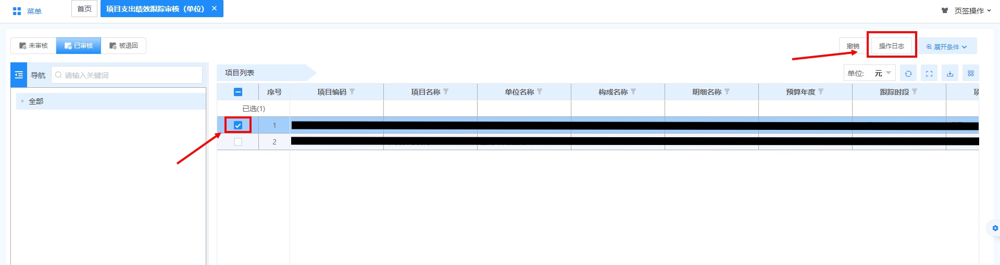 菜单 首页 项目支出绩效跟踪审核（单位） × 页签操作
未审核 已审核 被退回 撤销 操作日志 展开条件
导航 请输入关键词 项目列表 单位: 元
序号 项目编码 项目名称 单位名称 构成名称 明细名称 预算年度 跟踪时段
全部
已选(1)
1
2